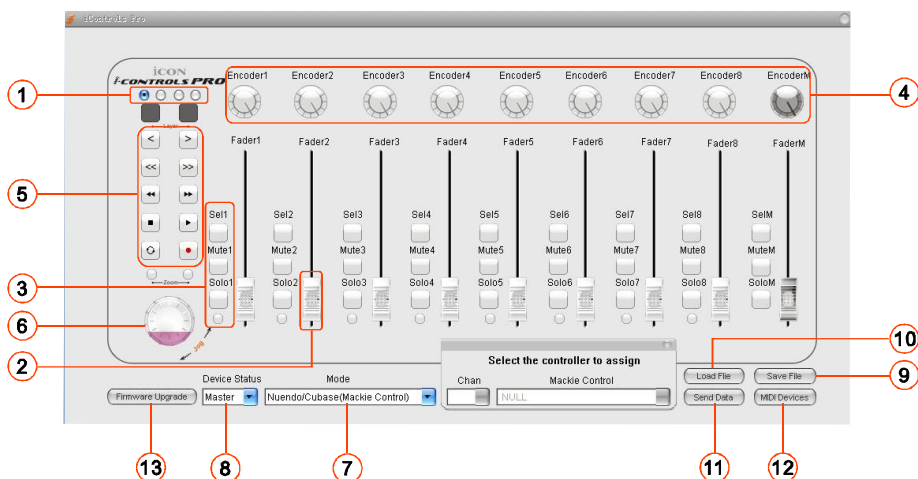 iControls Pro
iCON
i-CONTROLS PRO
Encoder1 Encoder2 Encoder3 Encoder4 Encoder5 Encoder6 Encoder7 Encoder8 EncoderM
1
4
Layer
Fader1 Fader2 Fader3 Fader4 Fader5 Fader6 Fader7 Fader8 FaderM
< >
<< >>
5
Sel1 Sel2 Sel3 Sel4 Sel5 Sel6 Sel7 Sel8 SelM
Mute1 Mute2 Mute3 Mute4 Mute5 Mute6 Mute7 Mute8 MuteM
3
Zoom
Solo1 Solo2 Solo3 Solo4 Solo5 Solo6 Solo7 Solo8 SoloM
6
Jog
2
10
Select the controller to assign
Device Status Mode Chan Mackie Control
Load File Save File
9
Firmware Upgrade Master Nuendo/Cubase(Mackie Control) NULL Send Data MIDI Devices
13 8 7 11 12